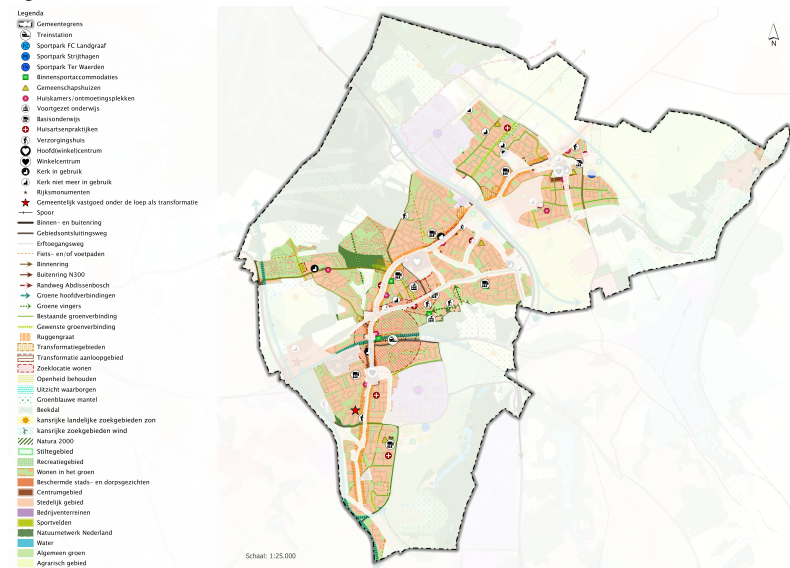 Legenda
Gemeentegrens
Treinstation
Sportpark FC Landgraaf
Sportpark Strijthagen
Sportpark Ter Waerden
Binnensportaccommodaties
Gemeenschapshuizen
Huiskamers/ontmoetingsplekken
Voortgezet onderwijs
Basisonderwijs
Huisartsenpraktijken
Verzorgingshuis
Hoofd(winkel)centrum
Winkelcentrum
Kerk in gebruik
Kerk niet meer in gebruik
Rijksmonumenten
Gemeentelijk vastgoed onder de loep als transformatie
Spoor
Binnen- en buitenring
Gebiedsontsluitingsweg
Erftoegangsweg
Fiets- en/of voetpaden
Binnenring
Buitenring N300
Randweg Abdissenbosch
Groene hoofdverbindingen
Groene vingers
Bestaande groenverbinding
Gewenste groenverbinding
Ruggengraat
Transformatiegebieden
Transformatie aanloopgebied
Zoeklocatie wonen
Openheid behouden
Uitzicht waarborgen
Groenblauwe mantel
Beekdal
kansrijke landelijke zoekgebieden zon
kansrijke zoekgebieden wind
Natura 2000
Stiltegebied
Recreatiegebied
Wonen in het groen
Beschermde stads- en dorpsgezichten
Centrumgebied
Stedelijk gebied
Bedrijventerreinen
Sportvelden
Natuurnetwerk Nederland
Water
Algemeen groen
Agrarisch gebied
N
Schaal: 1:25.000